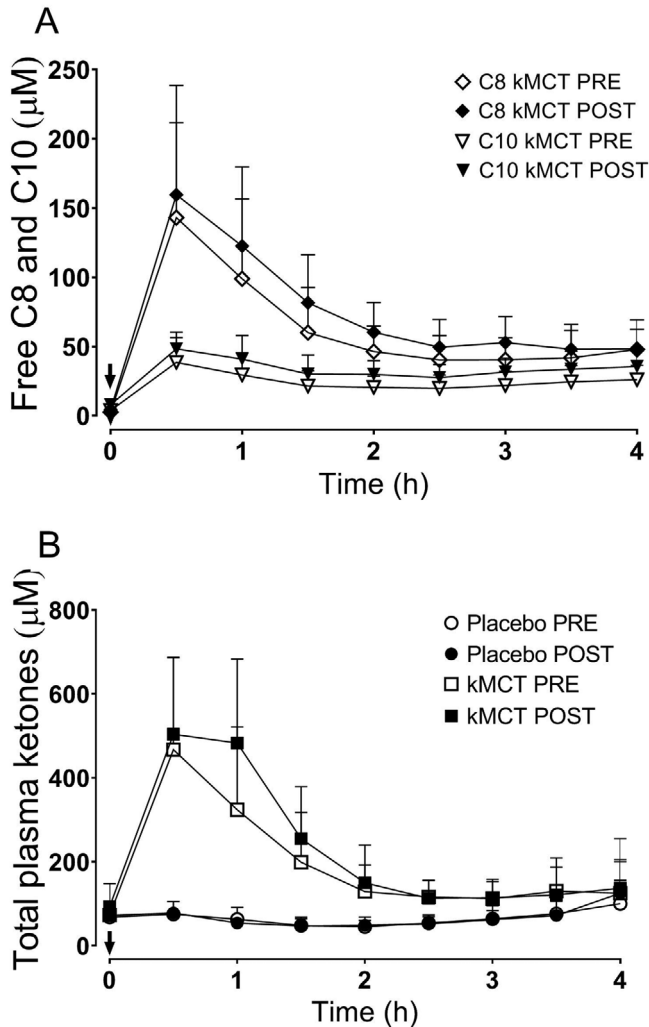 A
Free C8 and C10 (μM)
250
200
150
100
50
0
C8 kMCT PRE
C8 kMCT POST
C10 kMCT PRE
C10 kMCT POST
0 1 2 3 4
Time (h)
B
Total plasma ketones (μM)
800
600
400
200
0
Placebo PRE
Placebo POST
kMCT PRE
kMCT POST
0 1 2 3 4
Time (h)